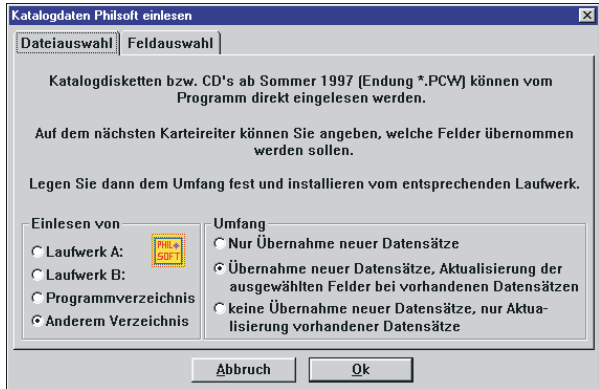 Katalogdaten Philsoft einlesen
Dateiauswahl Feldauswahl
Katalogdisketten bzw. CD's ab Sommer 1997 (Endung *.PCW) können vom
Programm direkt eingelesen werden.
Auf dem nächsten Karteireiter können Sie angeben, welche Felder übernommen
werden sollen.
Legen Sie dann dem Umfang fest und installieren vom entsprechenden Laufwerk.
Einlesen von
Laufwerk A:
PHIL+
SOFT
Laufwerk B:
Programmverzeichnis
Anderem Verzeichnis
Umfang
Nur Übernahme neuer Datensätze
Übernahme neuer Datensätze, Aktualisierung der
ausgewählten Felder bei vorhandenen Datensätzen
keine Übernahme neuer Datensätze, nur Aktua-
lisierung vorhandener Datensätze
Abbruch
Ok